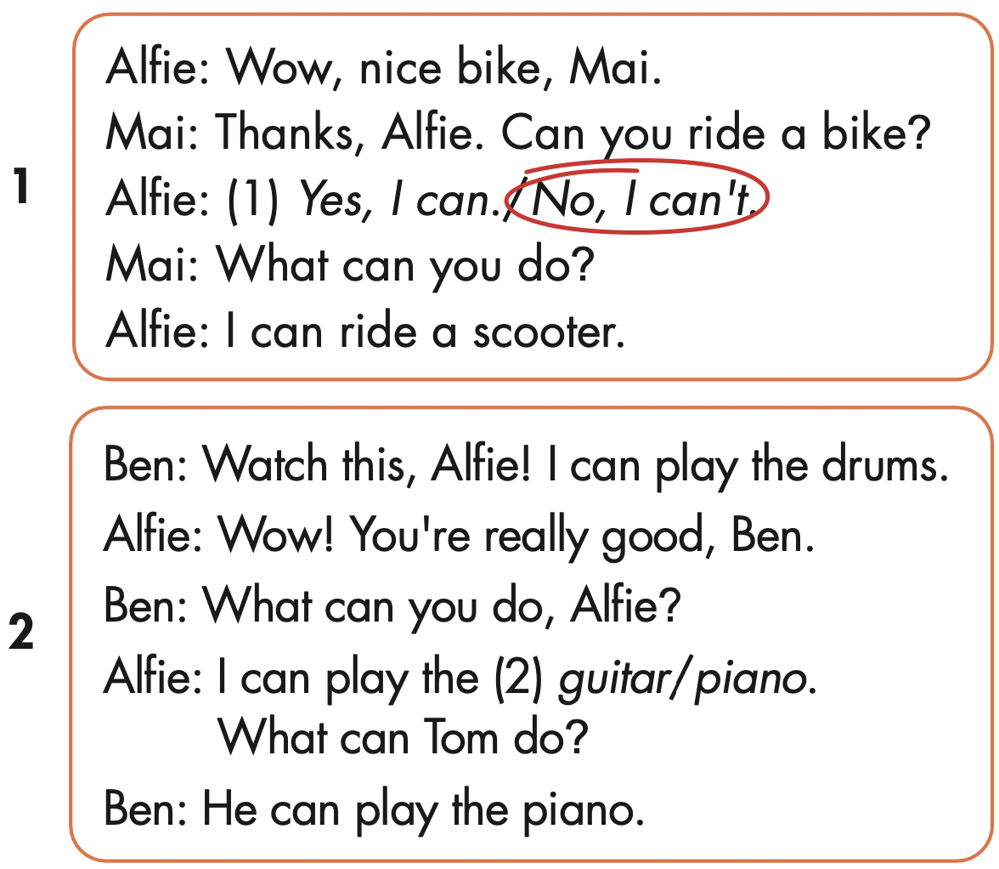 1
Alfie: Wow, nice bike, Mai.
Mai: Thanks, Alfie. Can you ride a bike?
Alfie: (1) Yes, I can./No, I can't.
Mai: What can you do?
Alfie: I can ride a scooter.
2
Ben: Watch this, Alfie! I can play the drums.
Alfie: Wow! You're really good, Ben.
Ben: What can you do, Alfie?
Alfie: I can play the (2) guitar/piano.
What can Tom do?
Ben: He can play the piano.